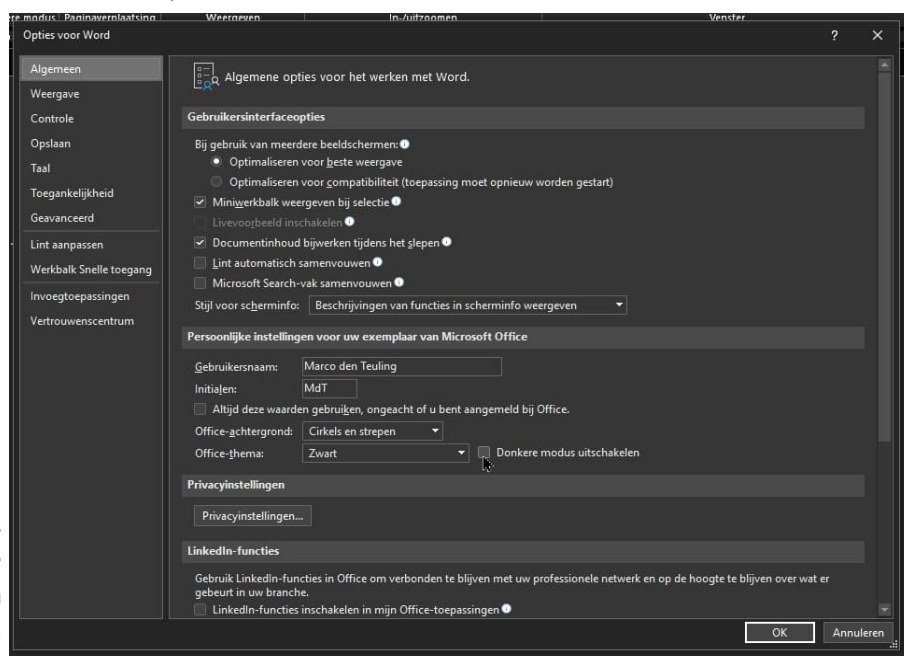 re modus Paginaverplaatsing Weergeven In-/uitzoomen Venster
Opties voor Word ?
Algemeen
Weergave
Controle
Opslaan
Taal
Toegankelijkheid
Geavanceerd
Lint aanpassen
Werkbalk Snelle toegang
Invoegtoepassingen
Vertrouwenscentrum
Algemene opties voor het werken met Word.
Gebruikersinterfaceopties
Bij gebruik van meerdere beeldschermen:
Optimaliseren voor beste weergave
Optimaliseren voor compatibiliteit (toepassing moet opnieuw worden gestart)
Miniwerkbalk weergeven bij selectie
Livevoorbeeld inschakelen
Documentinhoud bijwerken tijdens het slepen
Lint automatisch samenvouwen
Microsoft Search-vak samenvouwen
Stijl voor scherminfo: Beschrijvingen van functies in scherminfo weergeven
Persoonlijke instellingen voor uw exemplaar van Microsoft Office
Gebruikersnaam: Marco den Teuling
Initialen: MdT
Altijd deze waarden gebruiken, ongeacht of u bent aangemeld bij Office.
Office-achtergrond: Cirkels en strepen
Office-thema: Zwart Donkere modus uitschakelen
Privacyinstellingen
Privacyinstellingen...
LinkedIn-functies
Gebruik LinkedIn-functies in Office om verbonden te blijven met uw professionele netwerk en op de hoogte te blijven over wat er
gebeurt in uw branche.
LinkedIn-functies inschakelen in mijn Office-toepassingen
OK Annuleren